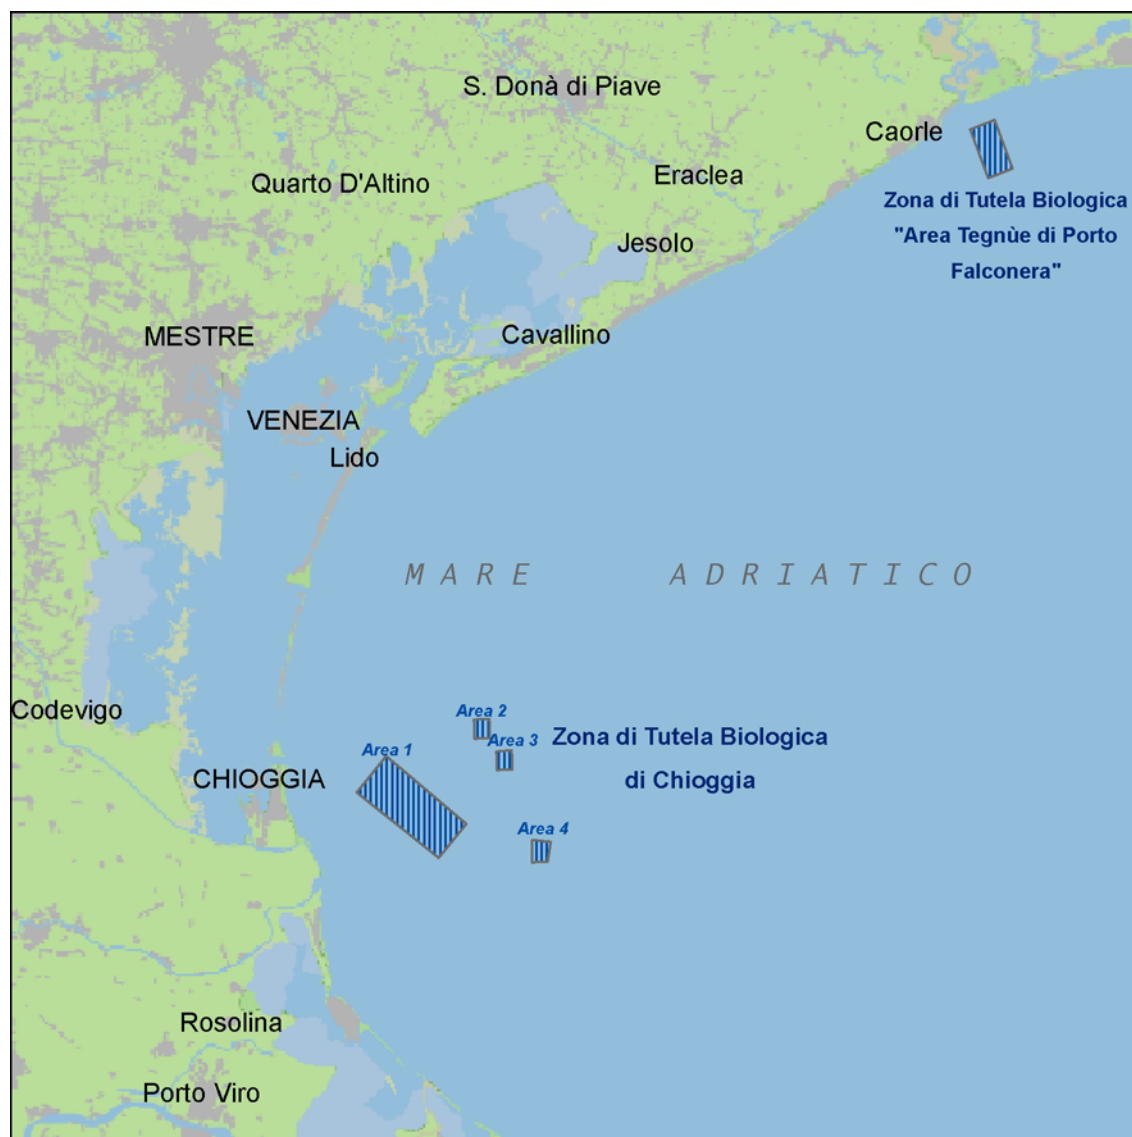 S. Donà di Piave
Caorle
Quarto D'Altino
Eraclea
Zona di Tutela Biologica
"Area Tegnùe di Porto
Falconera"
Jesolo
MESTRE
Cavallino
VENEZIA
Lido
MARE ADRIATICO
Codevigo
Area 2
Area 3
Zona di Tutela Biologica
di Chioggia
Area 1
CHIOGGIA
Area 4
Rosolina
Porto Viro